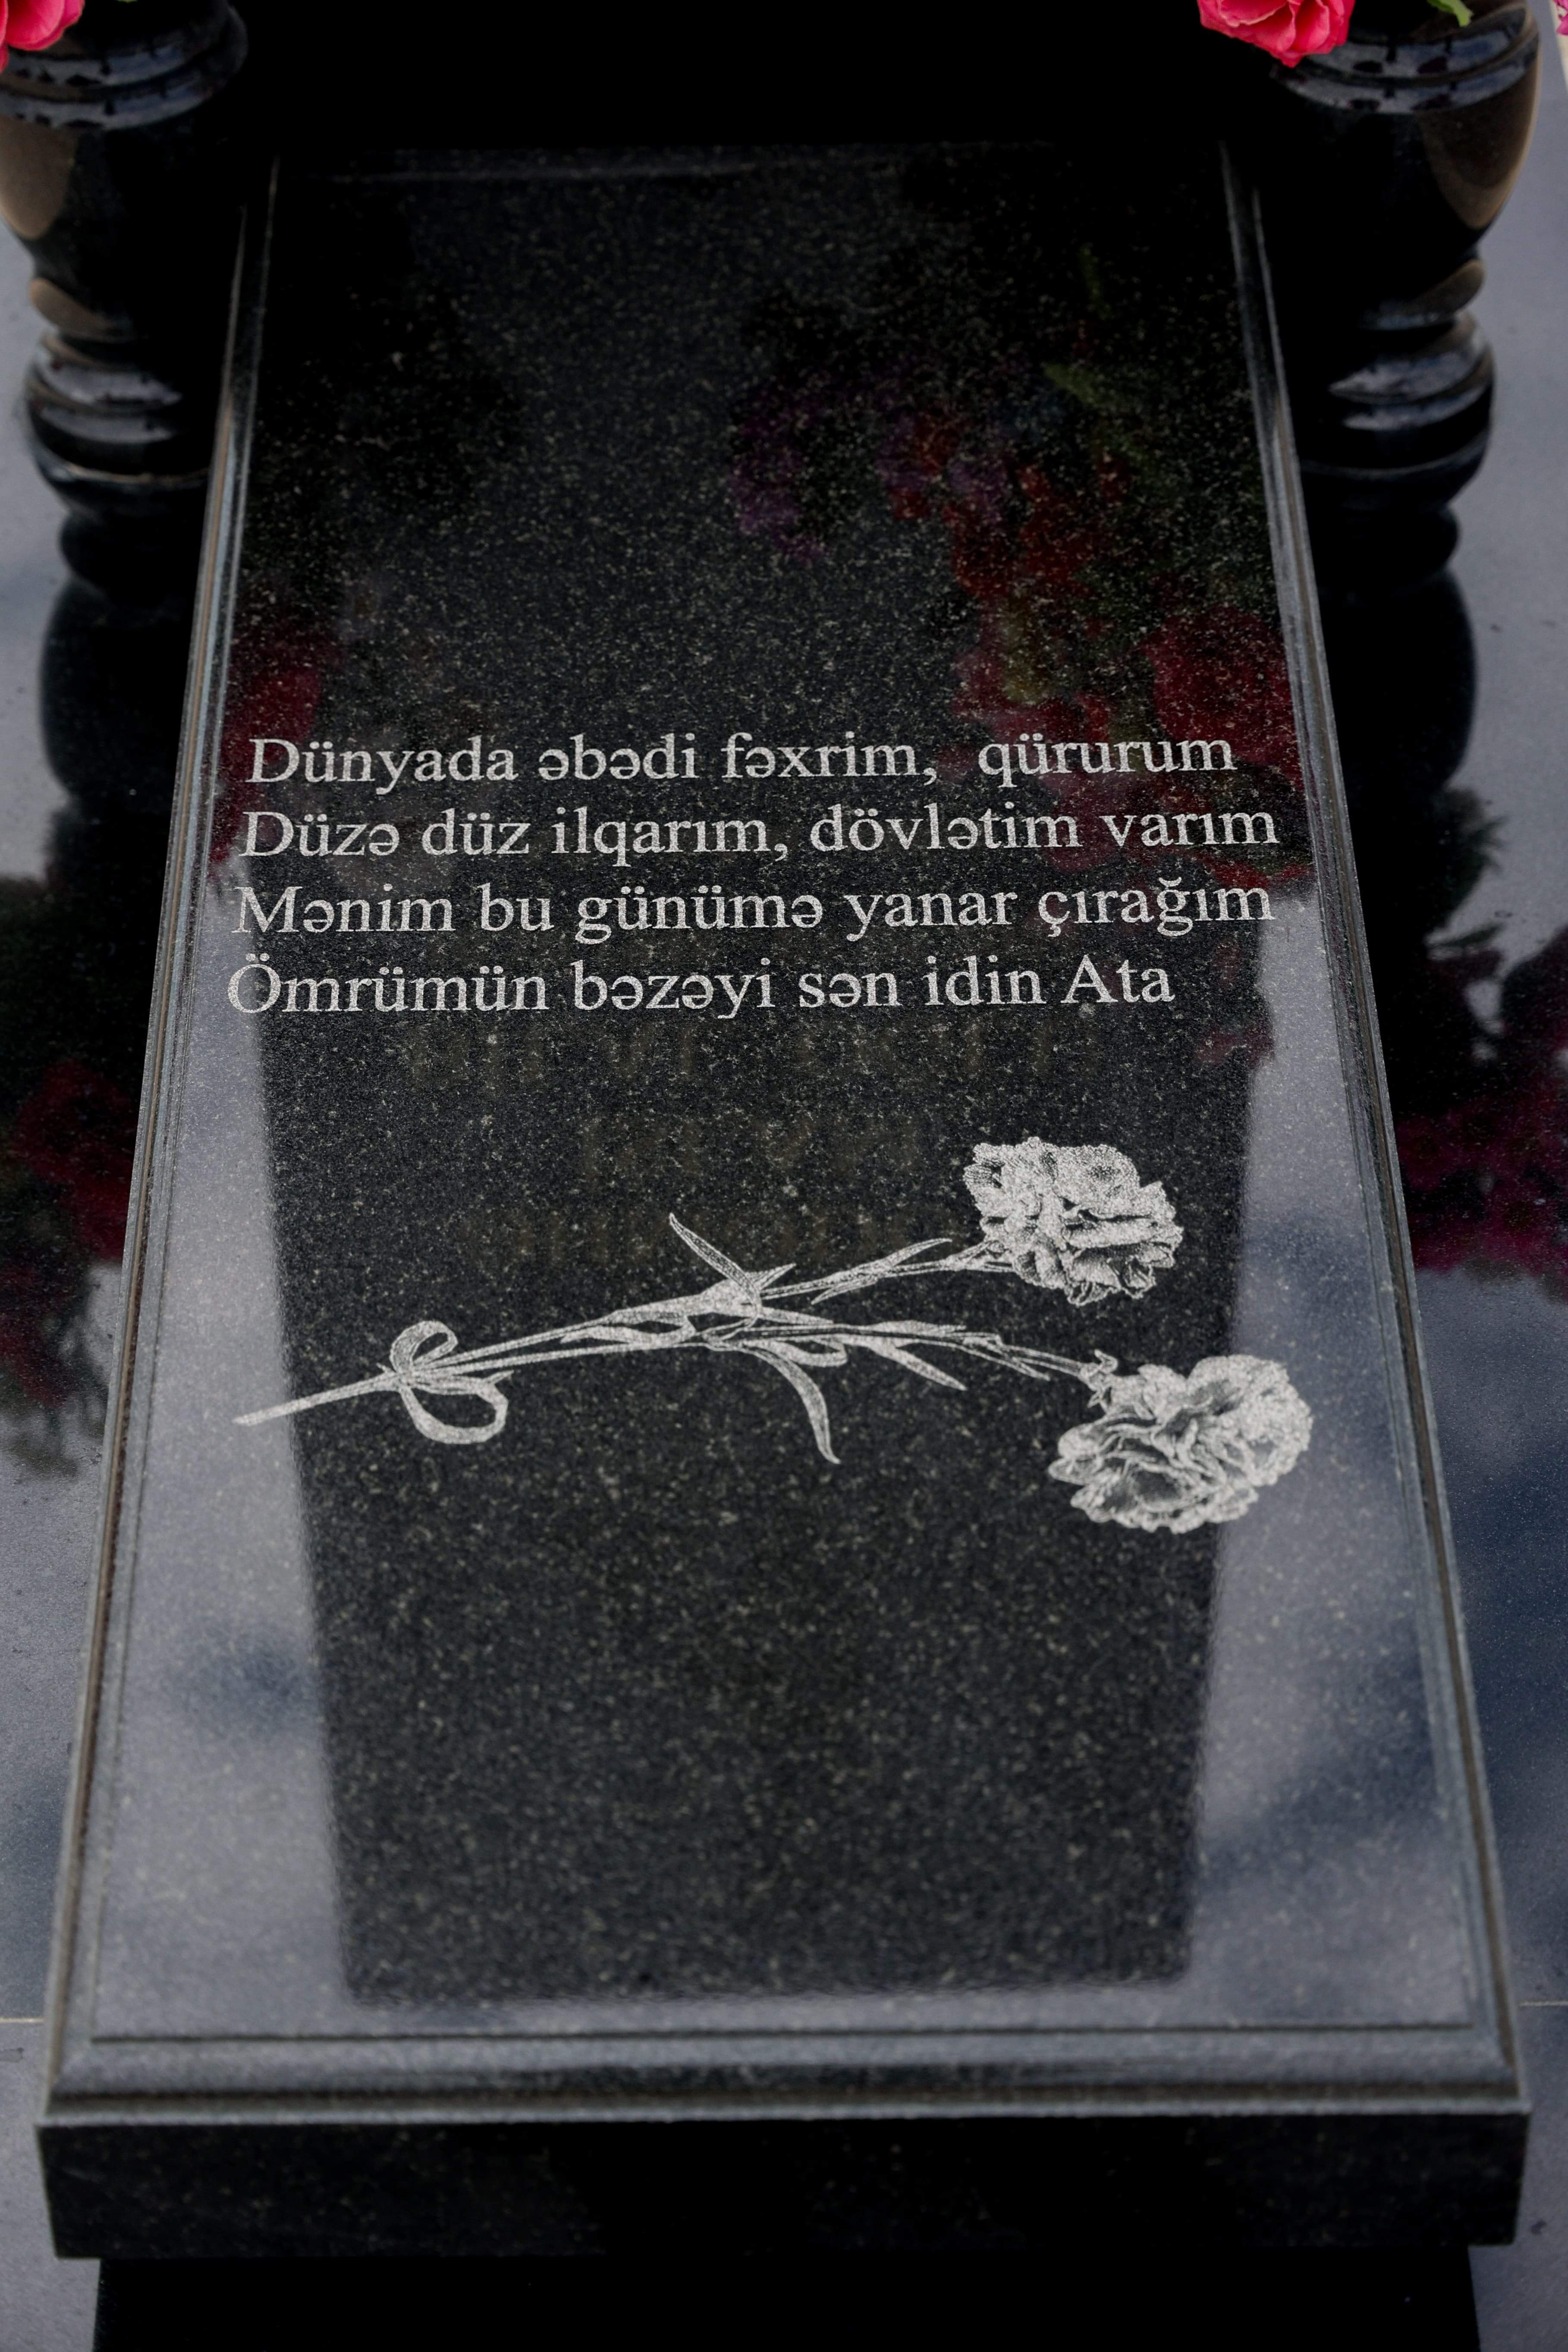 Dünyada əbədi fəxrim, qürurum
Düzə düz ilqarım, dövlətim varım
Mənim bu günümə yanar çırağım
Ömrümün bəzəyi sən idin Ata